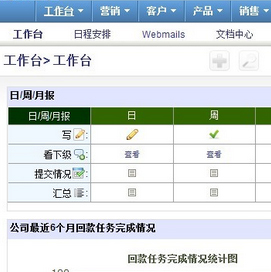 工作台 营销 客户 产品 销售
工作台 日程安排 Webmails 文档中心
工作台> 工作台
日/周/月报
日/周/月报 日 周
写 :
看下级 : 查看 查看
提交情况 :
汇总 :
公司最近6个月回款任务完成情况
回款任务完成情况统计图
100